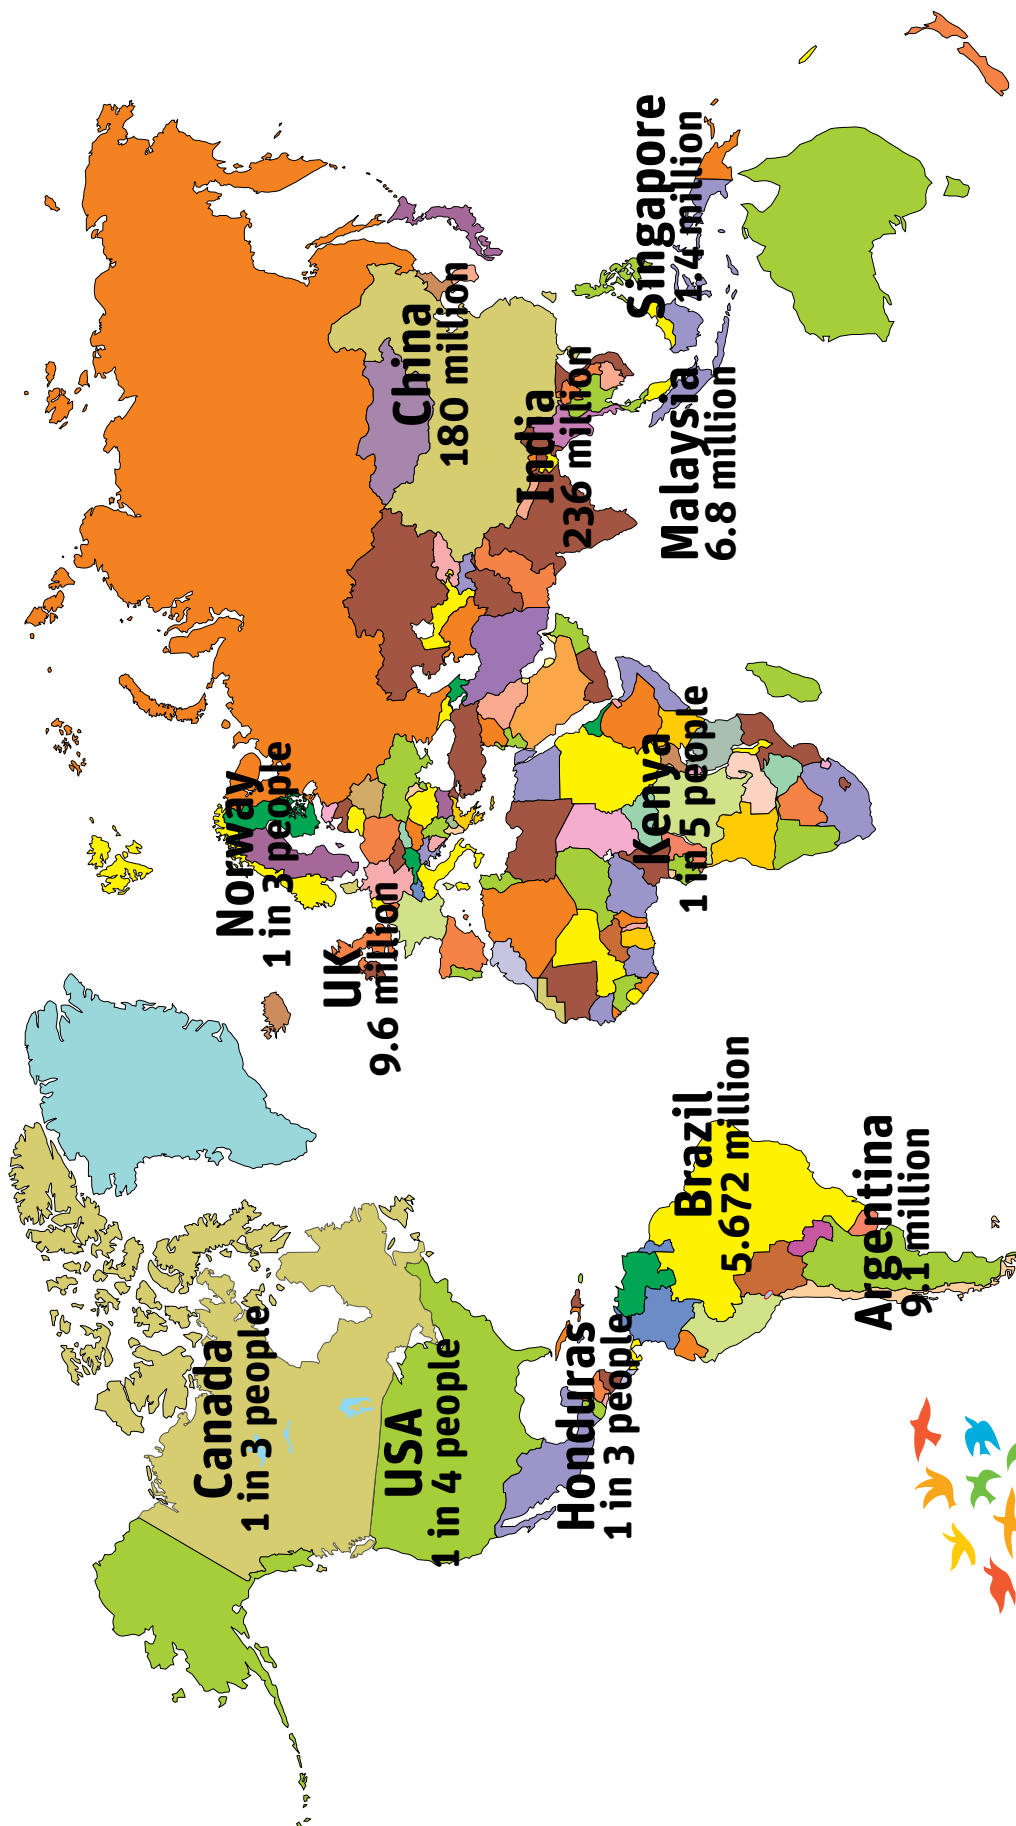 Norway
1 in 3 people
Canada
1 in 3 people
UK
9.6 million
USA
1 in 4 people
China
180 million
India
236 million
Honduras
1 in 3 people
Singapore
1.4 million
Kenya
1 in 5 people
Malaysia
6.8 million
Brazil
5.672 million
Argentina
9.1 million